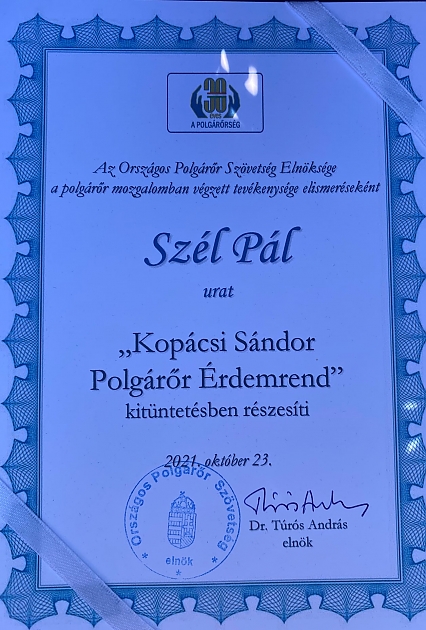 30
ÉVES
A POLGÁRŐRSÉG
Az Országos Polgárőr Szövetség Elnöksége
a polgárőr mozgalomban végzett tevékenysége elismeréseként
Szél Pál
urat
„Kopácsi Sándor
Polgárőr Érdemrend”
kitüntetésben részesíti
2021. október 23.
* Országos Polgárőr Szövetség *
elnök
Dr. Túrós András
elnök